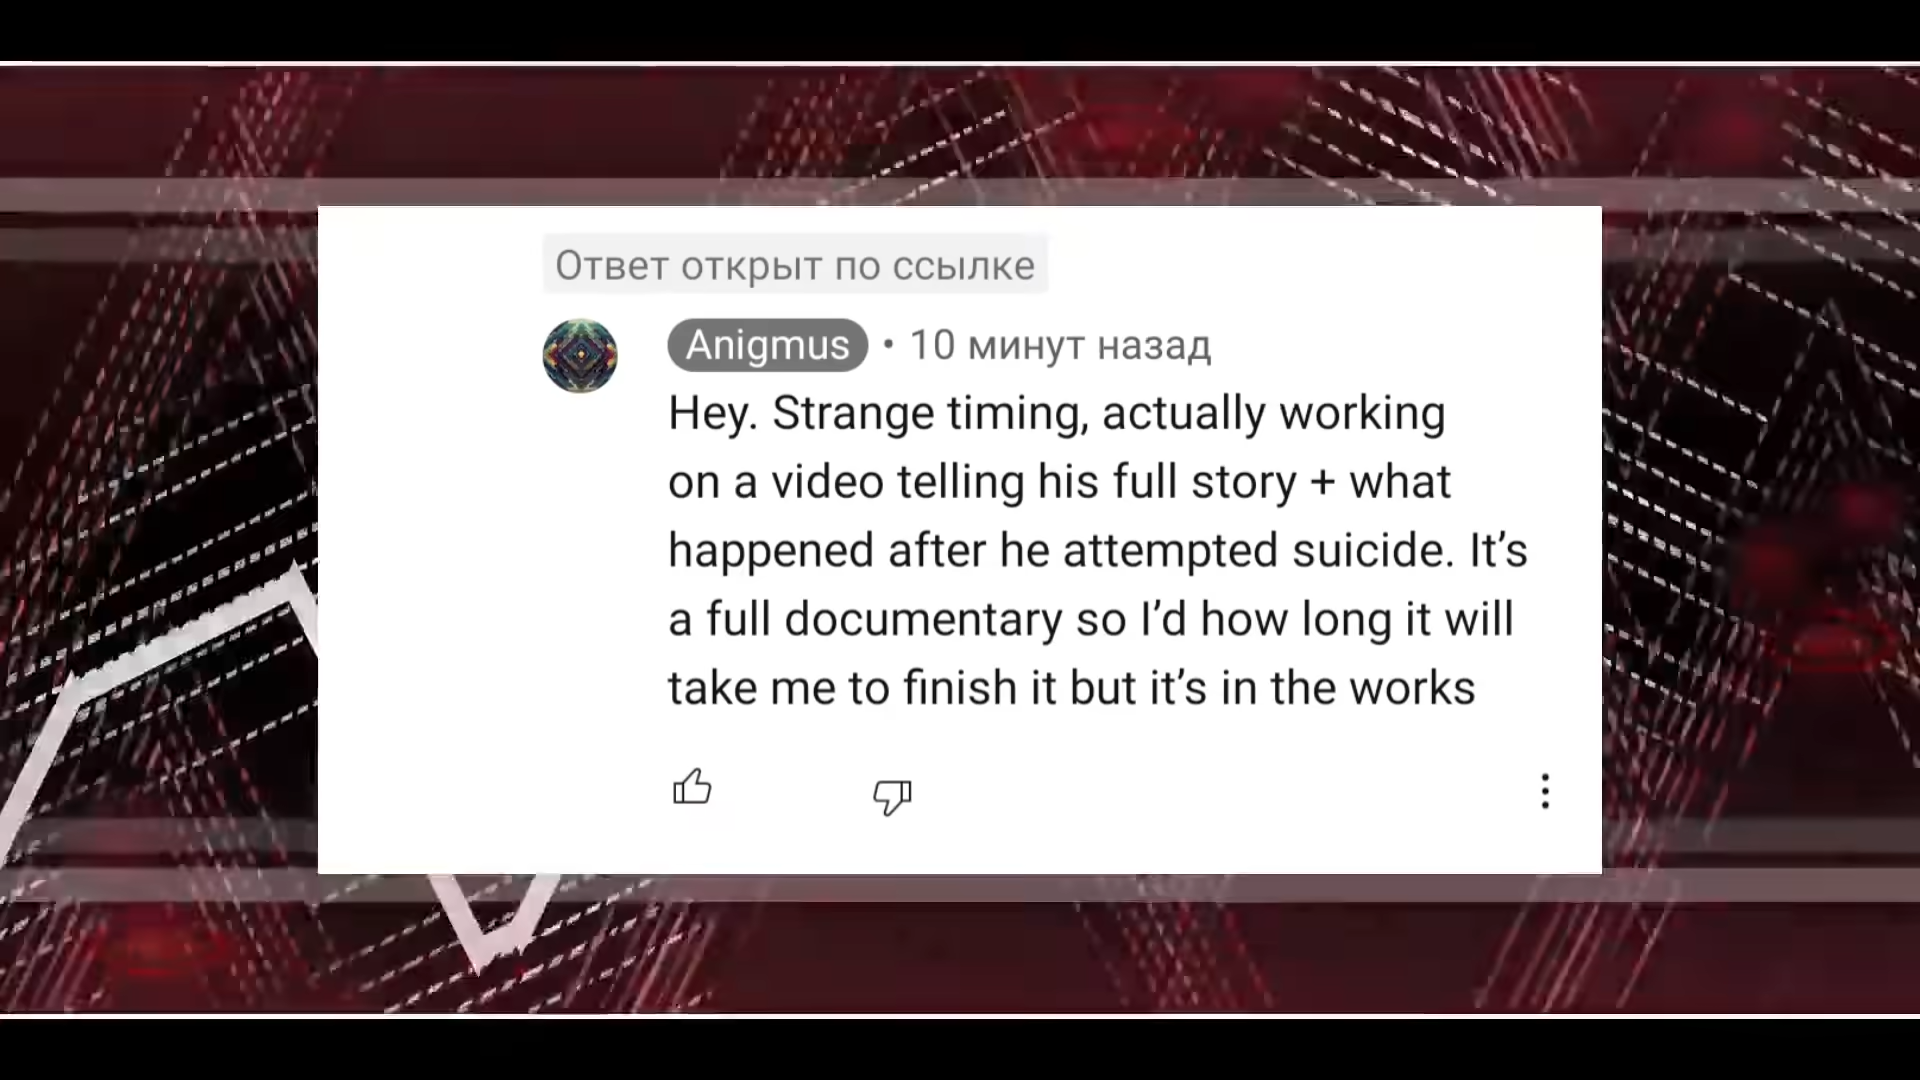 Ответ открыт по ссылке
Anigmus • 10 минут назад
Hey. Strange timing, actually working
on a video telling his full story + what
happened after he attempted suicide. It’s
a full documentary so I’d how long it will
take me to finish it but it’s in the works